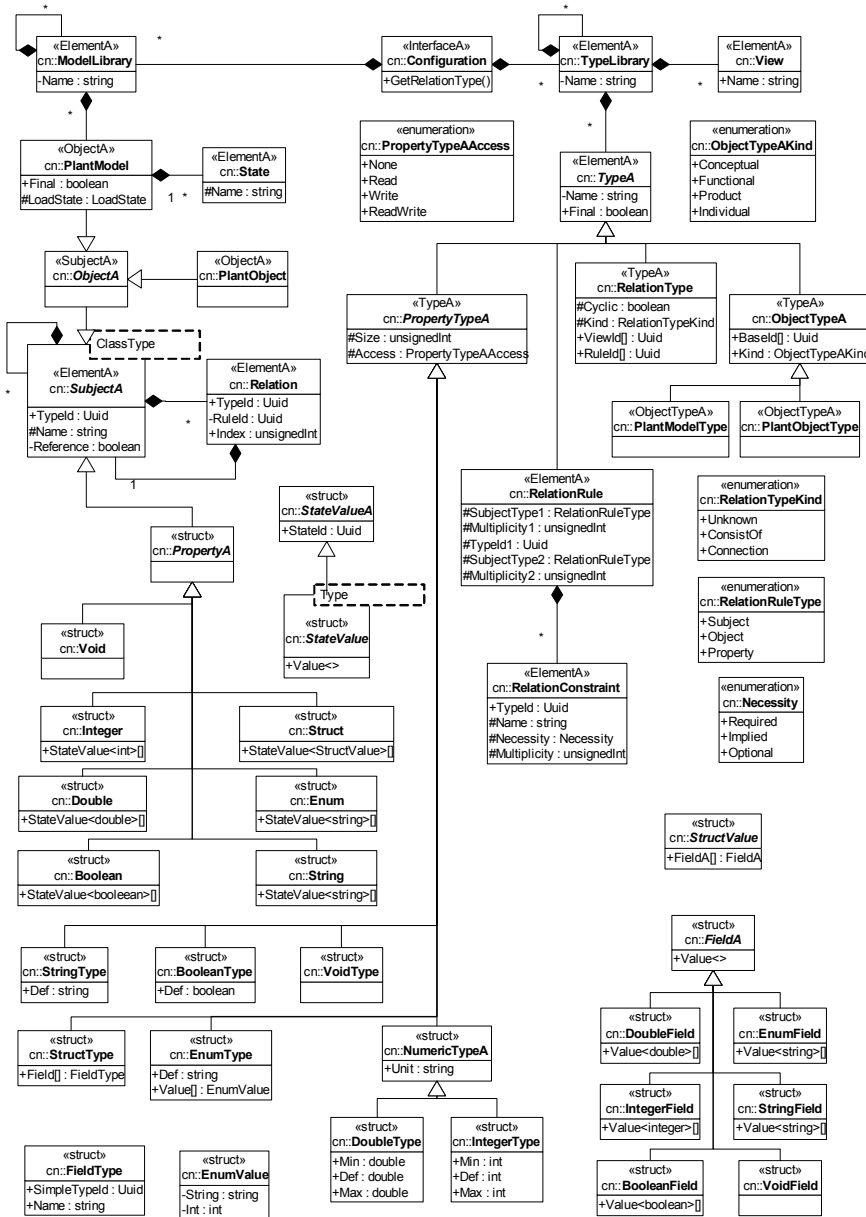 *
*
«ElementA»
cn::ModelLibrary
-Name : string
*
«InterfaceA»
cn::Configuration
+GetRelationType()
*
«ElementA»
cn::TypeLibrary
-Name : string
*
«ElementA»
cn::View
+Name : string
*
*
«ObjectA»
cn::PlantModel
+Final : boolean
#LoadState : LoadState
1
*
«ElementA»
cn::State
#Name : string
«enumeration»
cn::PropertyTypeAAccess
+None
+Read
+Write
+ReadWrite
«ElementA»
cn::TypeA
-Name : string
+Final : boolean
«enumeration»
cn::ObjectTypeAKind
+Conceptual
+Functional
+Product
+Individual
«SubjectA»
cn::ObjectA
«ObjectA»
cn::PlantObject
«TypeA»
cn::PropertyTypeA
#Size : unsignedInt
#Access : PropertyTypeAAccess
«TypeA»
cn::RelationType
#Cyclic : boolean
#Kind : RelationTypeKind
+ViewId[] : Uuid
+RuleId[] : Uuid
«TypeA»
cn::ObjectTypeA
+BaseId[] : Uuid
+Kind : ObjectTypeAKind
ClassType
*
«ElementA»
cn::SubjectA
+TypeId : Uuid
#Name : string
-Reference : boolean
*
1
«ElementA»
cn::Relation
+TypeId : Uuid
-RuleId : Uuid
+Index : unsignedInt
«ObjectTypeA»
cn::PlantModelType
«ObjectTypeA»
cn::PlantObjectType
«ElementA»
cn::RelationRule
#SubjectType1 : RelationRuleType
#Multiplicity1 : unsignedInt
#TypeId1 : Uuid
#SubjectType2 : RelationRuleType
#Multiplicity2 : unsignedInt
*
«enumeration»
cn::RelationTypeKind
+Unknown
+ConsistOf
+Connection
«struct»
cn::PropertyA
«struct»
cn::StateValueA
+StateId : Uuid
Type
«struct»
cn::StateValue
+Value<>
«enumeration»
cn::RelationRuleType
+Subject
+Object
+Property
«struct»
cn::Void
«ElementA»
cn::RelationConstraint
+TypeId : Uuid
#Name : string
#Necessity : Necessity
#Multiplicity : unsignedInt
«enumeration»
cn::Necessity
+Required
+Implied
+Optional
«struct»
cn::Integer
+StateValue<int>[]
«struct»
cn::Struct
+StateValue<StructValue>[]
«struct»
cn::Double
+StateValue<double>[]
«struct»
cn::Enum
+StateValue<string>[]
«struct»
cn::StructValue
+FieldA[] : FieldA
«struct»
cn::Boolean
+StateValue<booleean>[]
«struct»
cn::String
+StateValue<string>[]
«struct»
cn::FieldA
+Value<>
«struct»
cn::StringType
+Def : string
«struct»
cn::BooleanType
+Def : boolean
«struct»
cn::VoidType
«struct»
cn::StructType
+Field[] : FieldType
«struct»
cn::EnumType
+Def : string
+Value[] : EnumValue
«struct»
cn::NumericTypeA
+Unit : string
«struct»
cn::DoubleField
+Value<double>[]
«struct»
cn::EnumField
+Value<string>[]
«struct»
cn::IntegerField
+Value<integer>[]
«struct»
cn::StringField
+Value<string>[]
«struct»
cn::DoubleType
+Min : double
+Def : double
+Max : double
«struct»
cn::IntegerType
+Min : int
+Def : int
+Max : int
«struct»
cn::FieldType
+SimpleTypeId : Uuid
+Name : string
«struct»
cn::EnumValue
-String : string
-Int : int
«struct»
cn::BooleanField
+Value<boolean>[]
«struct»
cn::VoidField